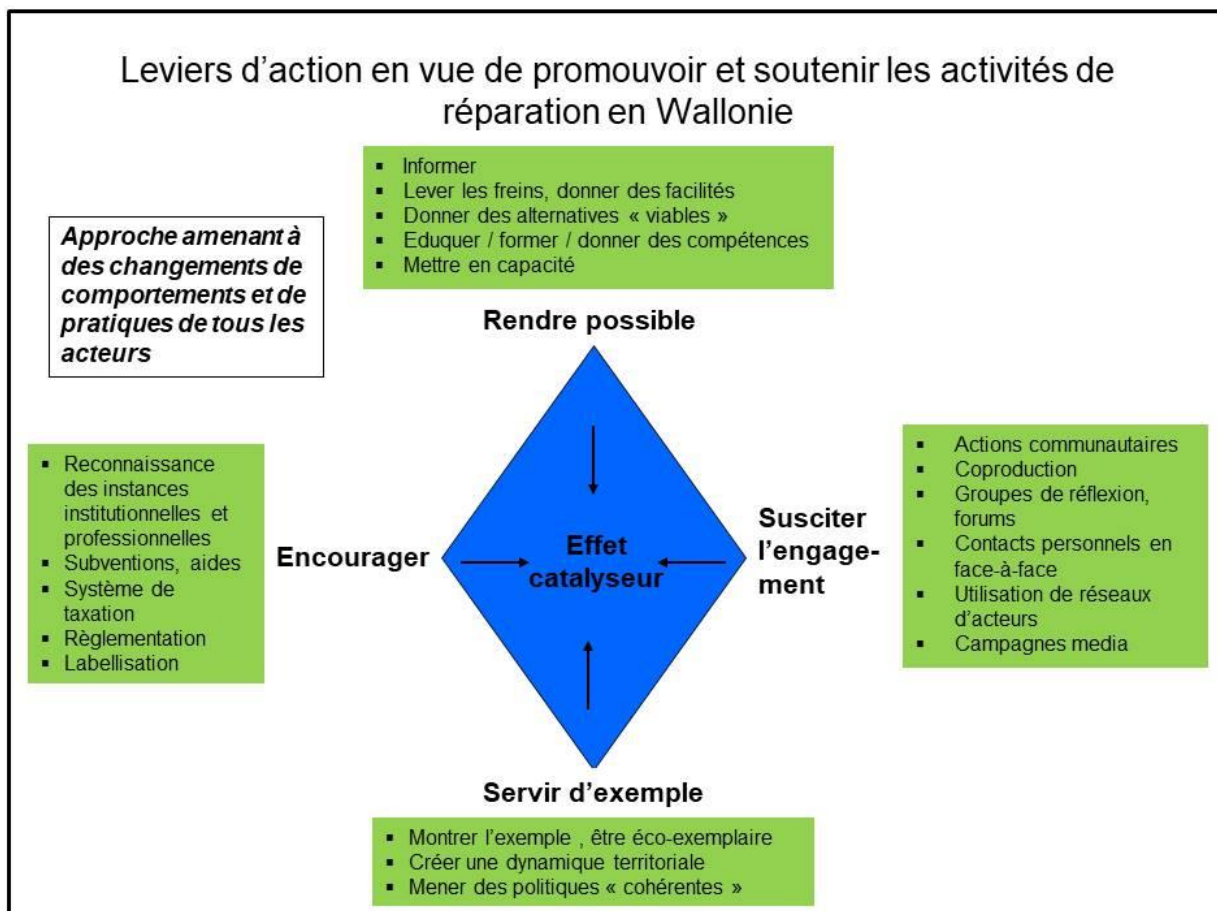 Leviers d’action en vue de promouvoir et soutenir les activités de
réparation en Wallonie
▪ Informer
▪ Lever les freins, donner des facilités
▪ Donner des alternatives « viables »
▪ Eduquer / former / donner des compétences
▪ Mettre en capacité
Approche amenant à
des changements de
comportements et de
pratiques de tous les
acteurs
Rendre possible
▪ Reconnaissance
des instances
institutionnelles et
professionnelles
▪ Subventions, aides
▪ Système de
taxation
▪ Règlementation
▪ Labellisation
Encourager
Effet
catalyseur
Susciter
l’engage-
ment
▪ Actions communautaires
▪ Coproduction
▪ Groupes de réflexion,
forums
▪ Contacts personnels en
face-à-face
▪ Utilisation de réseaux
d’acteurs
▪ Campagnes media
Servir d’exemple
▪ Montrer l’exemple , être éco-exemplaire
▪ Créer une dynamique territoriale
▪ Mener des politiques « cohérentes »